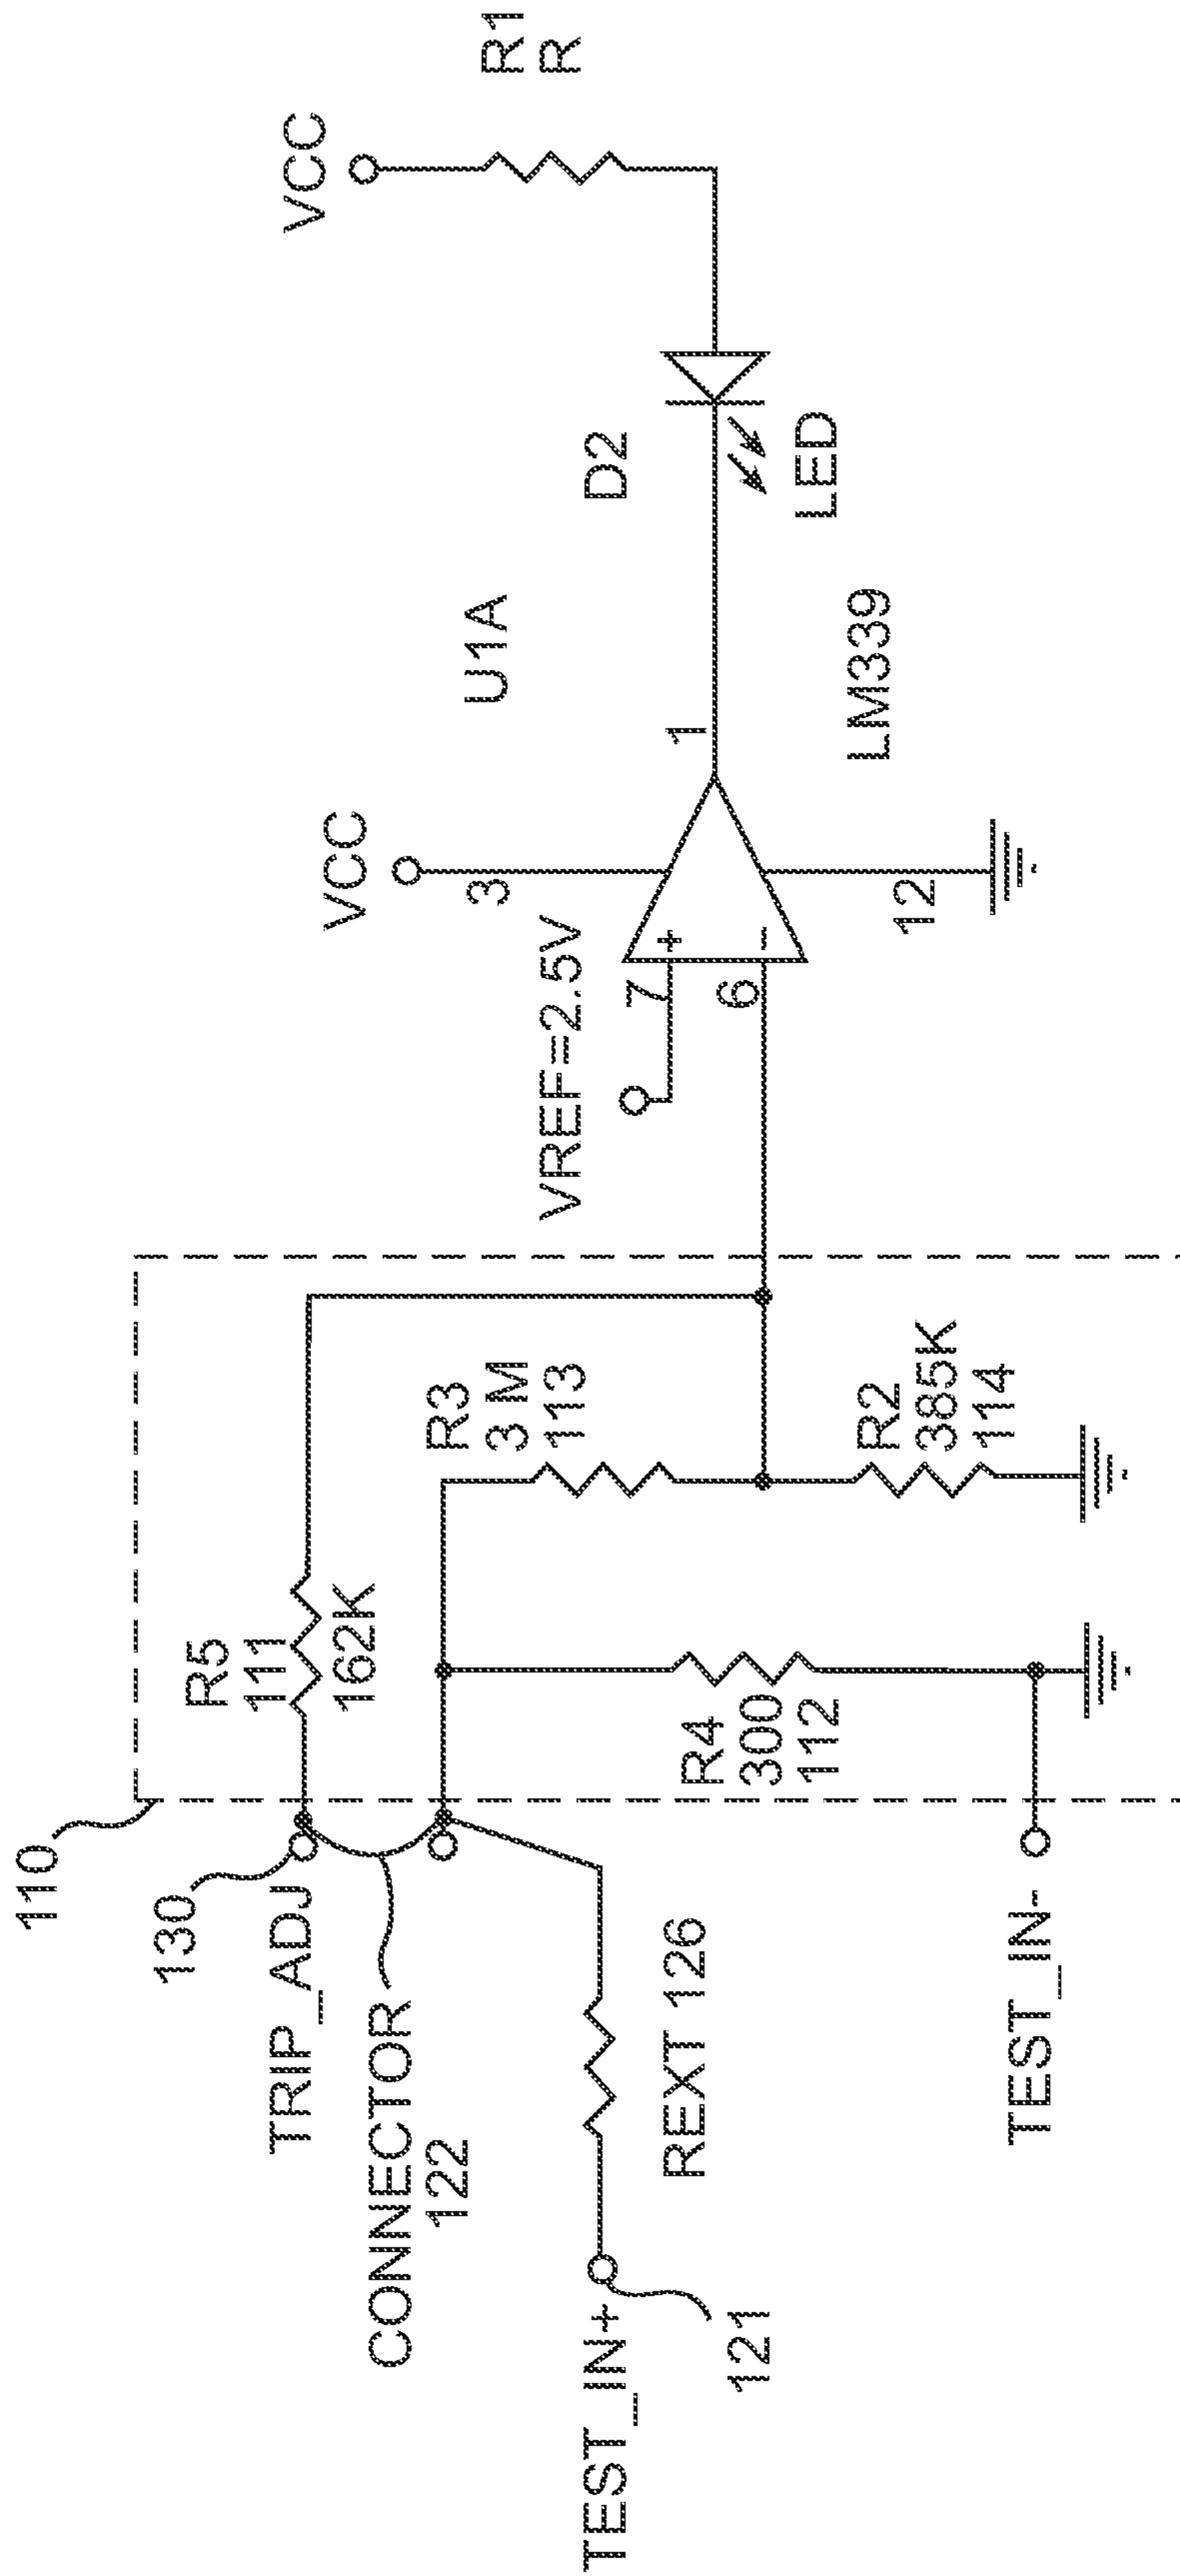 110
130
TRIP_ADJ
CONNECTOR
122
TEST_IN+
121
REXT 126
TEST_IN-
R5
111
162K
R4
300
112
R3
3 M
113
R2
385K
114
VREF=2.5V
7
+
6
-
VCC
3
12
U1A
1
LM339
D2
LED
VCC
R1
R